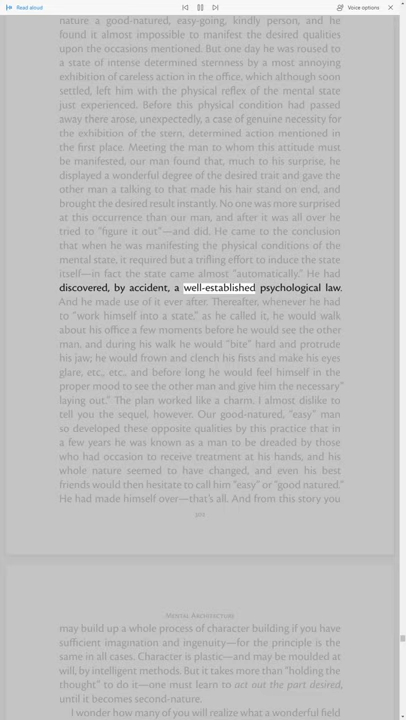 Read aloud
Voice options
nature a good-natured, easy-going, kindly person, and he
found it almost impossible to manifest the desired qualities
upon the occasions mentioned. But one day he was roused to
a state of intense determined sternness by a most annoying
exhibition of careless action in the office, which although soon
settled, left him with the physical reflex of the mental state
just experienced. Before this physical condition had passed
away there arose, unexpectedly, a case of genuine necessity for
the exhibition of the stern, determined action mentioned in
the first place. Meeting the man to whom this attitude must
be manifested, our man found that, much to his surprise, he
displayed a wonderful degree of the desired trait and gave the
other man a talking to that made his hair stand on end, and
brought the desired result instantly. No one was more surprised
at this occurrence than our man, and after it was all over he
tried to “figure it out”—and did. He came to the conclusion
that when he was manifesting the physical conditions of the
mental state, it required but a trifling effort to induce the state
itself—in fact the state came almost “automatically.” He had
discovered, by accident, a well-established psychological law.
And he made use of it ever after. Thereafter, whenever he had
to “work himself into a state,” as he called it, he would walk
about his office a few moments before he would see the other
man, and during his walk he would “bite” hard and protrude
his jaw; he would frown and clench his fists and make his eyes
glare, etc., etc., and before long he would feel himself in the
proper mood to see the other man and give him the necessary”
laying out.” The plan worked like a charm. I almost dislike to
tell you the sequel, however. Our good-natured, “easy” man
so developed these opposite qualities by this practice that in
a few years he was known as a man to be dreaded by those
who had occasion to receive treatment at his hands, and his
whole nature seemed to have changed, and even his best
friends would then hesitate to call him “easy” or “good natured.”
He had made himself over—that’s all. And from this story you
Mental Architecture
may build up a whole process of character building if you have
sufficient imagination and ingenuity—for the principle is the
same in all cases. Character is plastic—and may be moulded at
will, by intelligent methods. But it takes more than “holding the
thought” to do it—one must learn to act out the part desired,
until it becomes second-nature.
I wonder how many of you will realize what a wonderful field